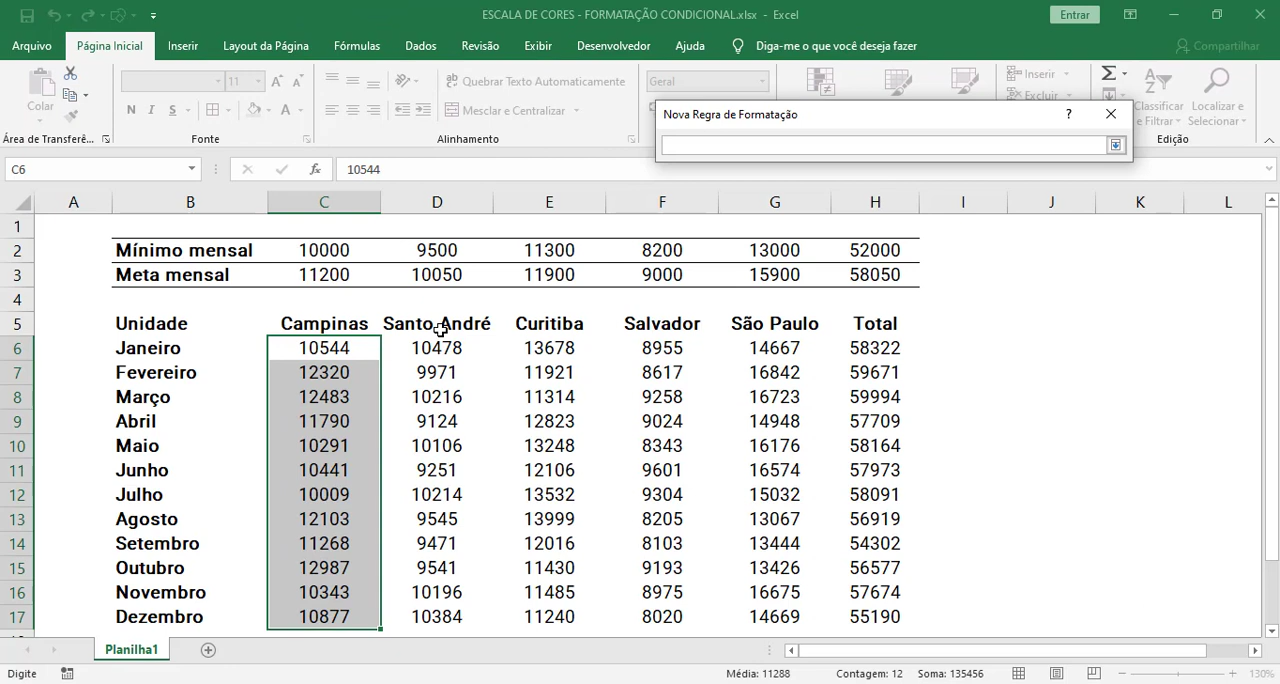 ESCALA DE CORES - FORMATAÇÃO CONDICIONAL.xlsx - Excel
Entrar
Arquivo Página Inicial Inserir Layout da Página Fórmulas Dados Revisão Exibir Desenvolvedor Ajuda Diga-me o que você deseja fazer Compartilhar
Colar
11
N I S
Quebrar Texto Automaticamente
Mesclar e Centralizar
Geral
Inserir
Excluir
Classificar e Filtrar
Localizar e Selecionar
Área de Transferê... Fonte Alinhamento Edição
Nova Regra de Formatação ? 
C6 fx 10544
A B C D E F G H I J K L
1
2 Mínimo mensal 10000 9500 11300 8200 13000 52000
3 Meta mensal 11200 10050 11900 9000 15900 58050
4
5 Unidade Campinas Santo André Curitiba Salvador São Paulo Total
6 Janeiro 10544 10478 13678 8955 14667 58322
7 Fevereiro 12320 9971 11921 8617 16842 59671
8 Março 12483 10216 11314 9258 16723 59994
9 Abril 11790 9124 12823 9024 14948 57709
10 Maio 10291 10106 13248 8343 16176 58164
11 Junho 10441 9251 12106 9601 16574 57973
12 Julho 10009 10214 13532 9304 15032 58091
13 Agosto 12103 9545 13999 8205 13067 56919
14 Setembro 11268 9471 12016 8103 13444 54302
15 Outubro 12987 9541 11430 9193 13426 56577
16 Novembro 10343 10196 11485 8975 16675 57674
17 Dezembro 10877 10384 11240 8020 14669 55190
Planilha1
Digite Média: 11288 Contagem: 12 Soma: 135456 130%